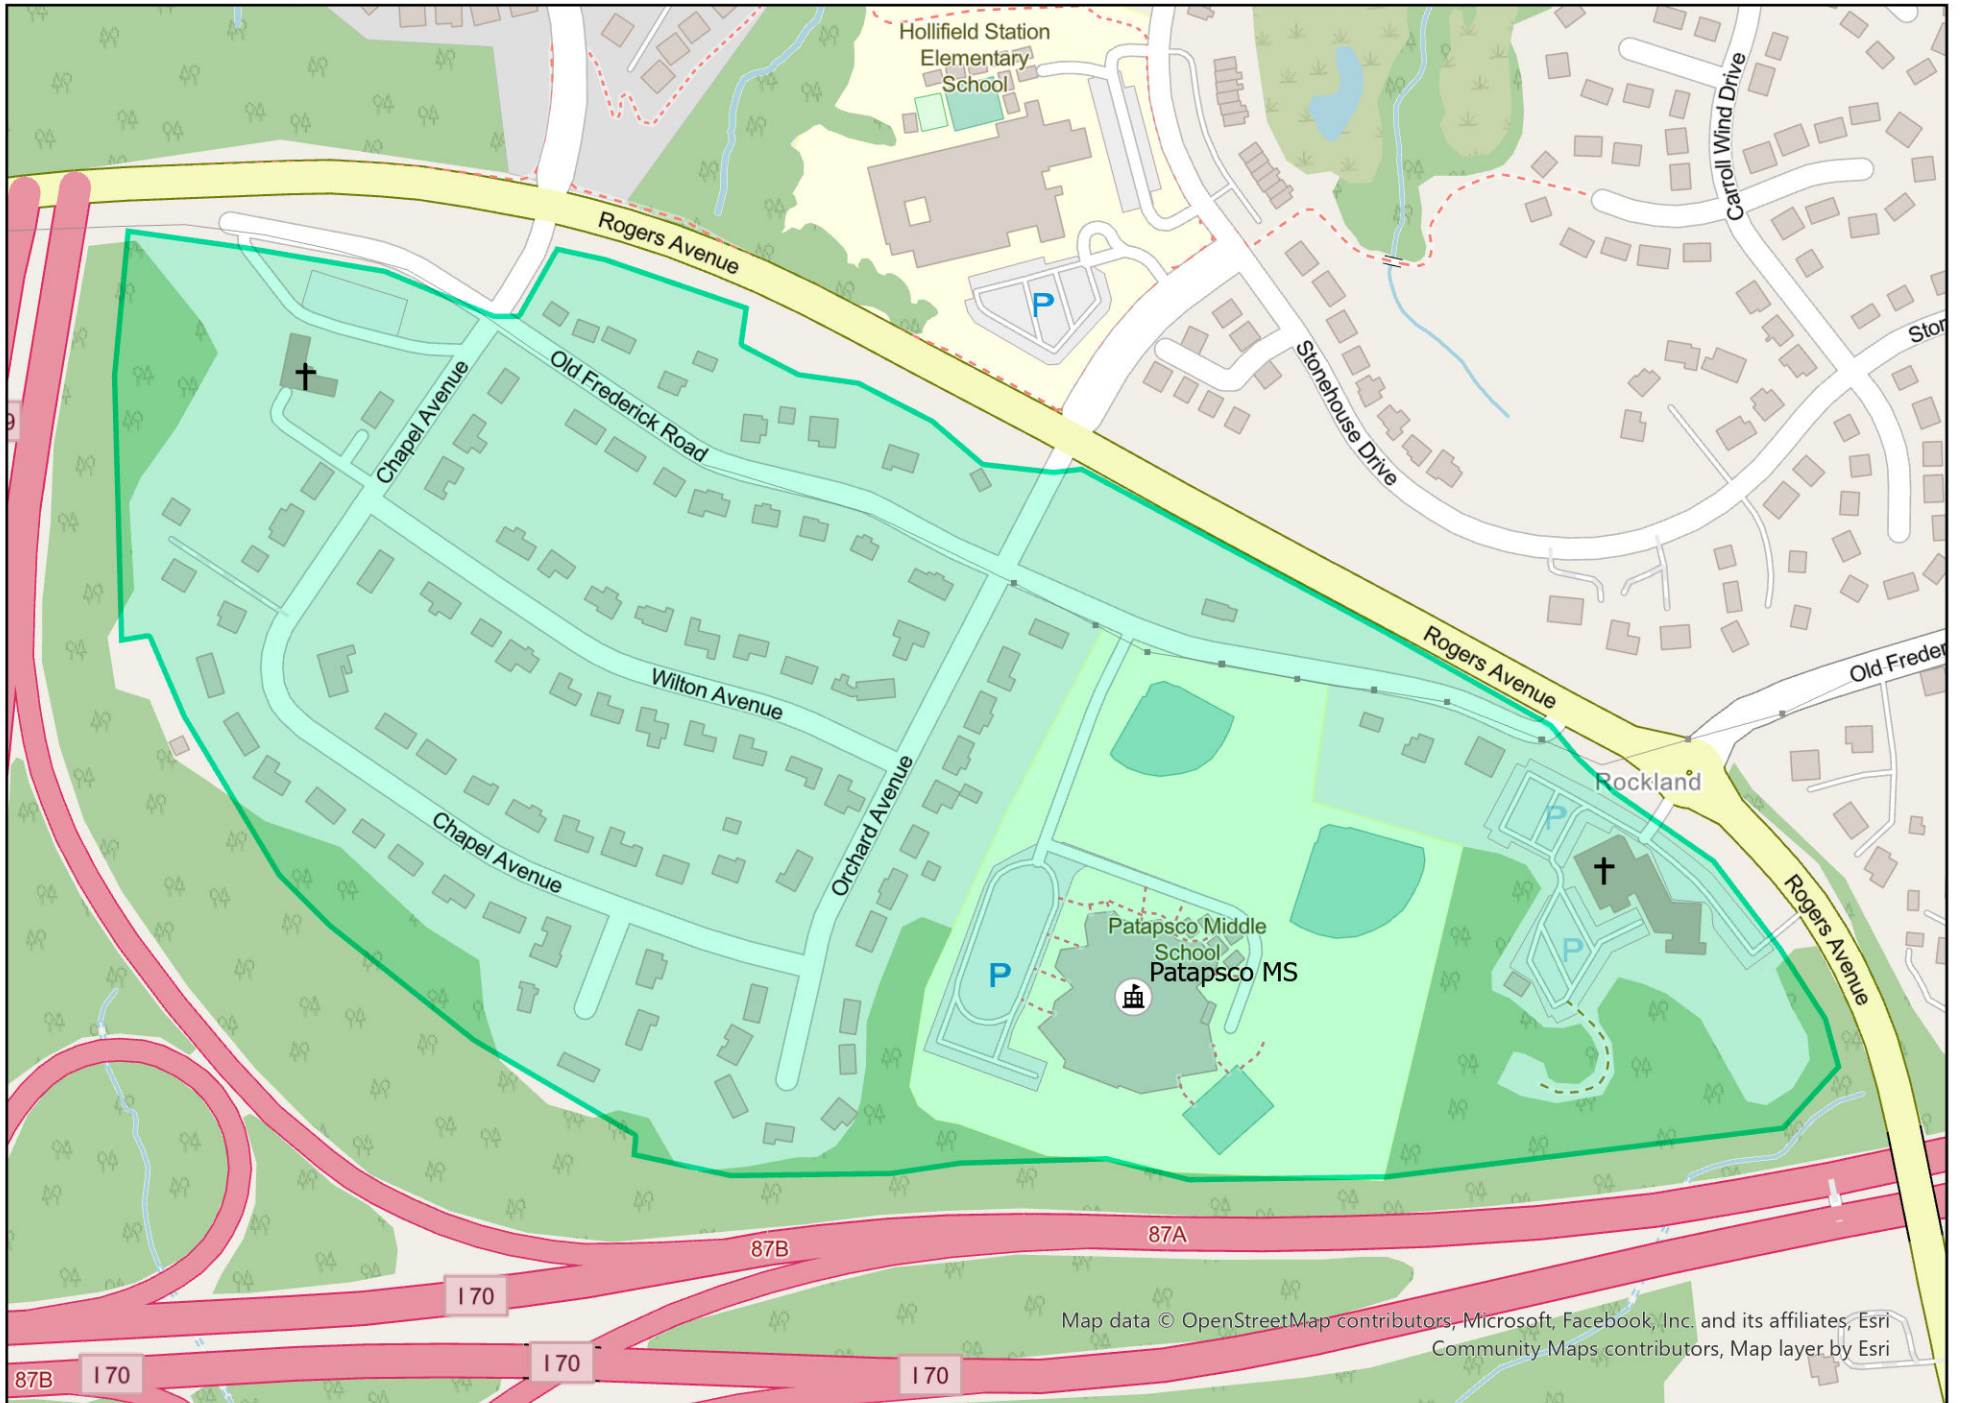 Hollifield Station
Elementary
School
Carroll Wind Drive
Rogers Avenue
P
Stor
Old Frederick Road
Chapel Avenue
Stonehouse Drive
9
Rogers Avenue
Old Freder
Wilton Avenue
Rockland
Orchard Avenue
P
Chapel Avenue
Rogers Avenue
Patapsco Middle
School
Patapsco MS
P
P
87A
87B
I 70
Map data © OpenStreetMap contributors, Microsoft, Facebook, Inc. and its affiliates, Esri
Community Maps contributors, Map layer by Esri
I 70
I 70
I 70
87B